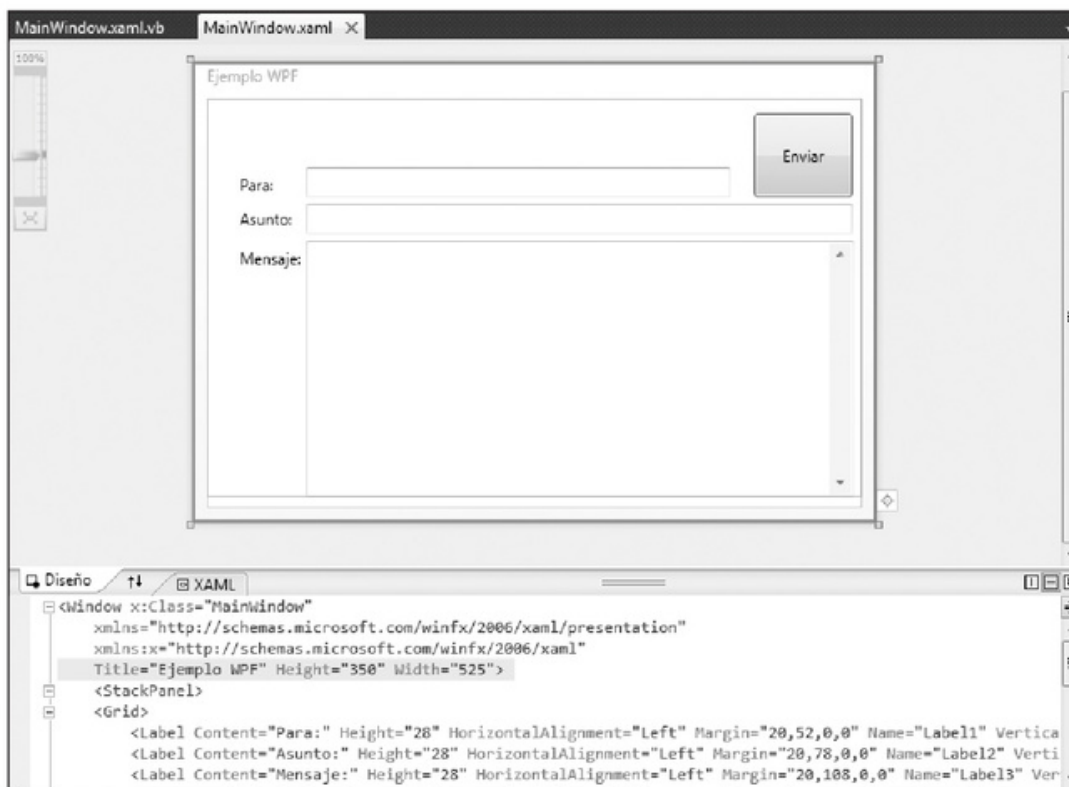 MainWindow.xaml.vb
MainWindow.xaml
100%
Ejemplo WPF
Enviar
Para:
Asunto:
Mensaje:
Diseño
XAML
<Window x:Class="MainWindow"
xmlns="http://schemas.microsoft.com/winfx/2006/xaml/presentation"
xmlns:x="http://schemas.microsoft.com/winfx/2006/xaml"
Title="Ejemplo WPF" Height="350" Width="525">
<StackPanel>
<Grid>
<Label Content="Para:" Height="28" HorizontalAlignment="Left" Margin="20,52,0,0" Name="Label1" Vertica
<Label Content="Asunto:" Height="28" HorizontalAlignment="Left" Margin="20,78,0,0" Name="Label2" Verti
<Label Content="Mensaje:" Height="28" HorizontalAlignment="Left" Margin="20,108,0,0" Name="Label3" Ver